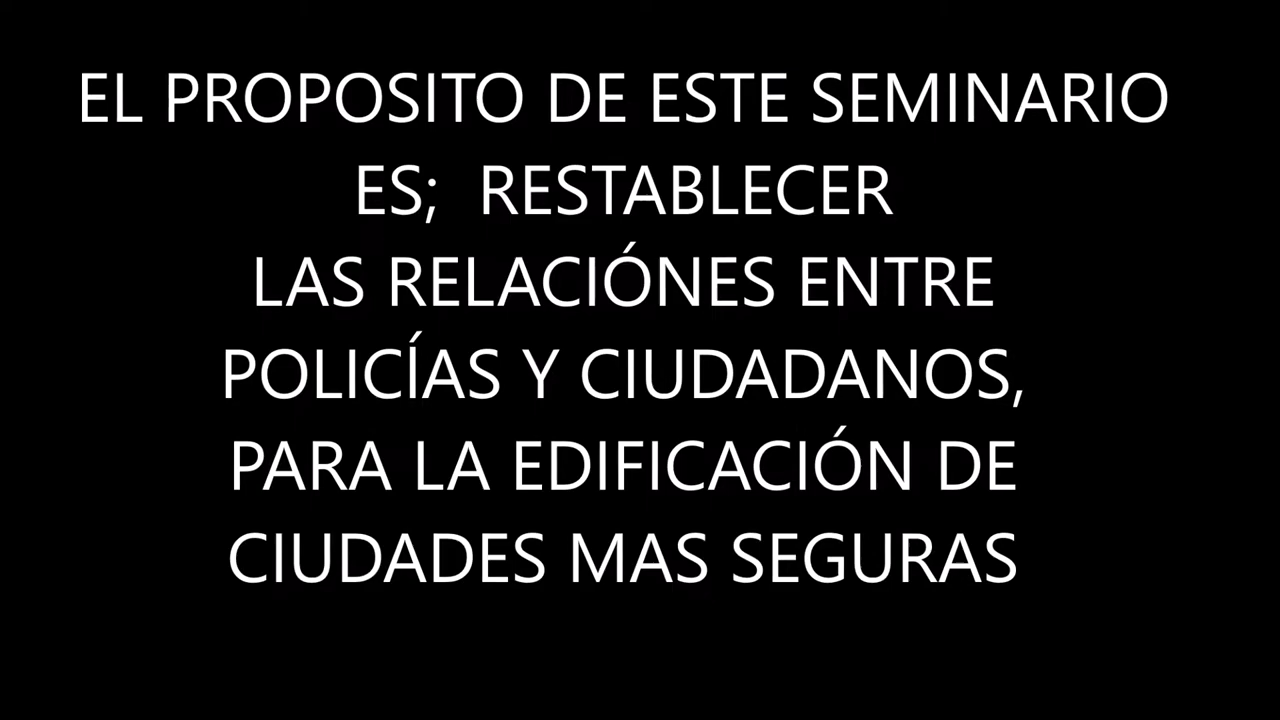 EL PROPOSITO DE ESTE SEMINARIO
ES;  RESTABLECER
LAS RELACIÓNES ENTRE
POLICÍAS Y CIUDADANOS,
PARA LA EDIFICACIÓN DE
CIUDADES MAS SEGURAS